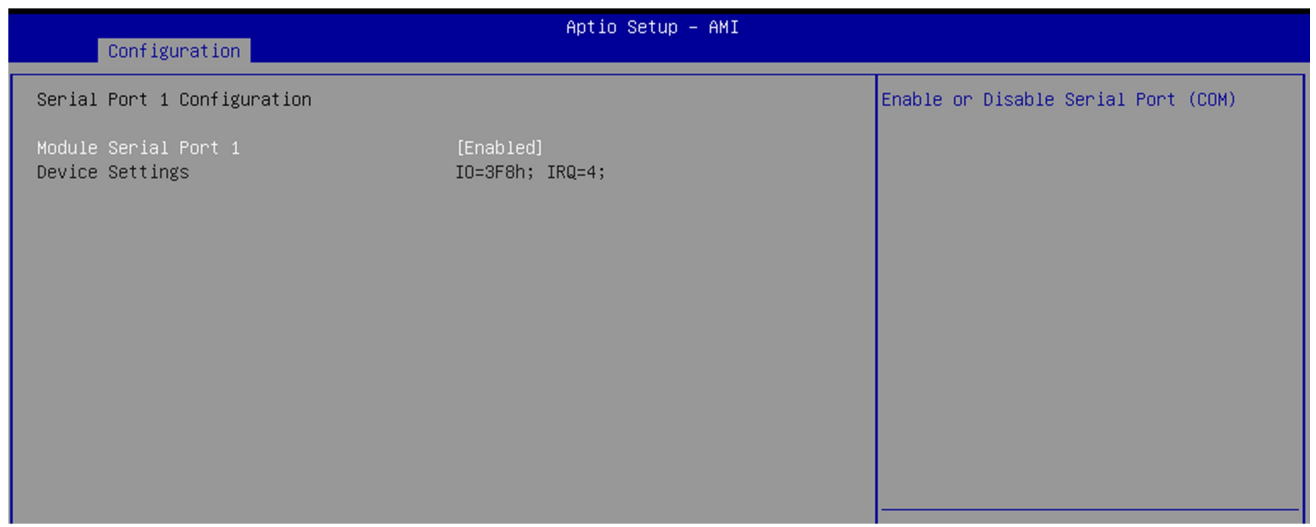 Aptio Setup – AMI
Configuration
Serial Port 1 Configuration
Enable or Disable Serial Port (COM)
Module Serial Port 1 [Enabled]
Device Settings IO=3F8h; IRQ=4;